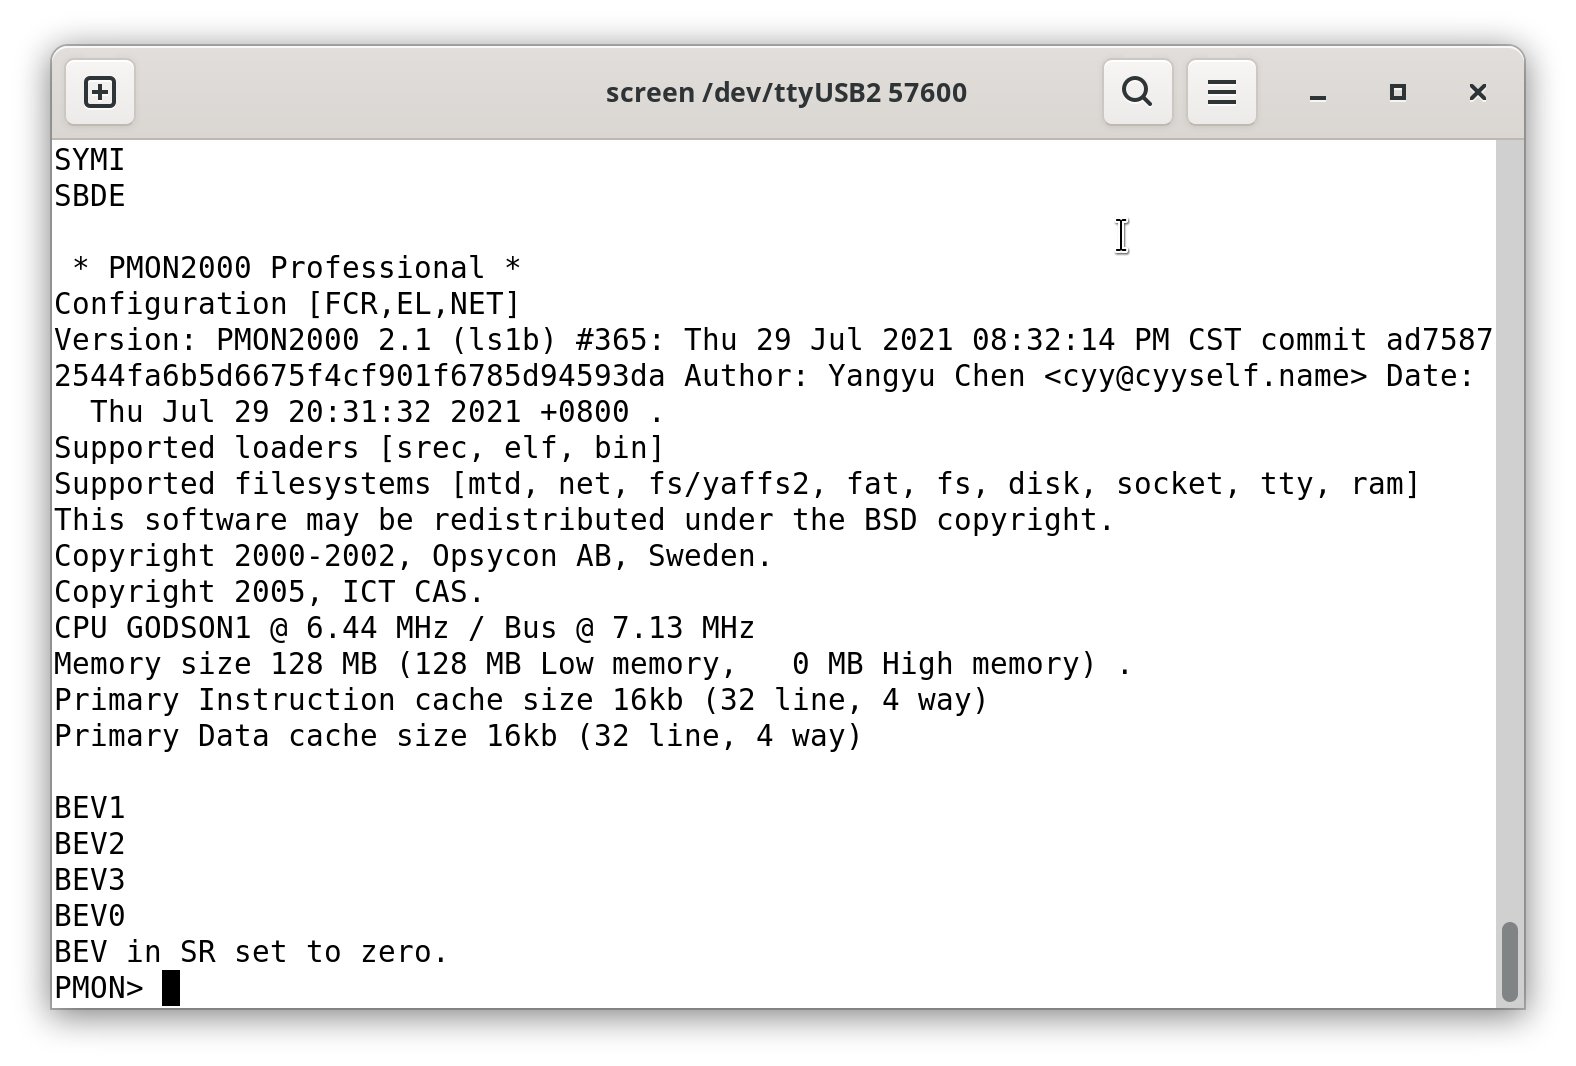 screen /dev/ttyUSB2 57600
SYMI
SBDE
* PMON2000 Professional *
Configuration [FCR,EL,NET]
Version: PMON2000 2.1 (ls1b) #365: Thu 29 Jul 2021 08:32:14 PM CST commit ad7587
2544fa6b5d6675f4cf901f6785d94593da Author: Yangyu Chen <cyy@cyyself.name> Date:
Thu Jul 29 20:31:32 2021 +0800 .
Supported loaders [srec, elf, bin]
Supported filesystems [mtd, net, fs/yaffs2, fat, fs, disk, socket, tty, ram]
This software may be redistributed under the BSD copyright.
Copyright 2000-2002, Opsycon AB, Sweden.
Copyright 2005, ICT CAS.
CPU GODSON1 @ 6.44 MHz / Bus @ 7.13 MHz
Memory size 128 MB (128 MB Low memory,   0 MB High memory) .
Primary Instruction cache size 16kb (32 line, 4 way)
Primary Data cache size 16kb (32 line, 4 way)
BEV1
BEV2
BEV3
BEV0
BEV in SR set to zero.
PMON>